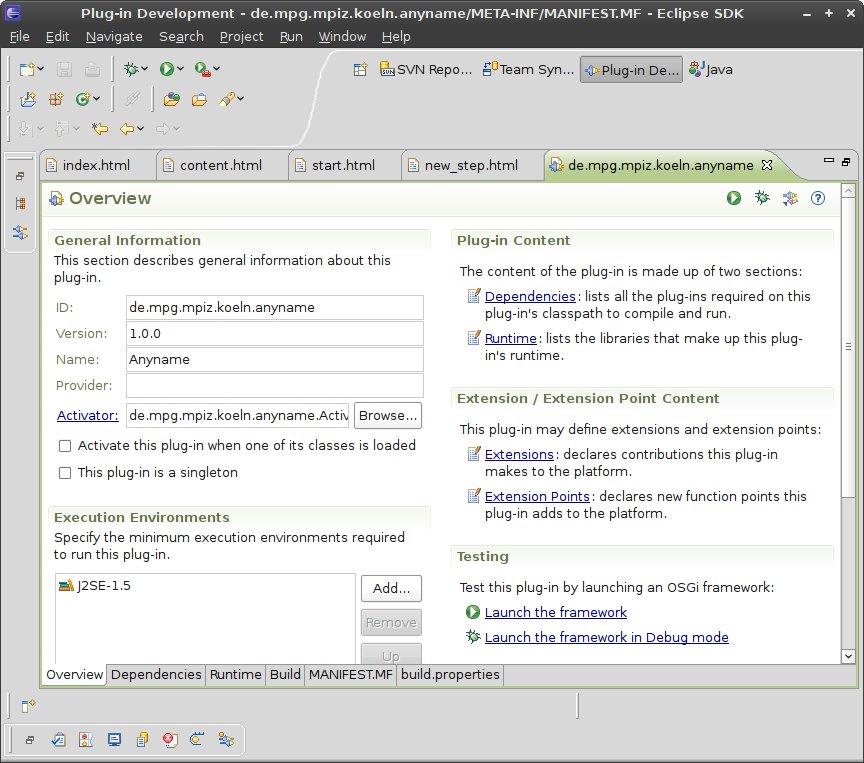 Plug-in Development - de.mpg.mpiz.koeln.anyname/META-INF/MANIFEST.MF - Eclipse SDK
File Edit Navigate Search Project Run Window Help
SVN Repo... Team Syn... Plug-in De... Java
index.html content.html start.html new_step.html de.mpg.mpiz.koeln.anyname
Overview
General Information
This section describes general information about this
plug-in.
ID: de.mpg.mpiz.koeln.anyname
Version: 1.0.0
Name: Anyname
Provider:
Activator: de.mpg.mpiz.koeln.anyname.Activ Browse...
Activate this plug-in when one of its classes is loaded
This plug-in is a singleton
Execution Environments
Specify the minimum execution environments required
to run this plug-in.
J2SE-1.5
Add...
Remove
Up
Plug-in Content
The content of the plug-in is made up of two sections:
Dependencies: lists all the plug-ins required on this
plug-in's classpath to compile and run.
Runtime: lists the libraries that make up this plug-
in's runtime.
Extension / Extension Point Content
This plug-in may define extensions and extension points:
Extensions: declares contributions this plug-in
makes to the platform.
Extension Points: declares new function points this
plug-in adds to the platform.
Testing
Test this plug-in by launching an OSGi framework:
Launch the framework
Launch the framework in Debug mode
Overview Dependencies Runtime Build MANIFEST.MF build.properties